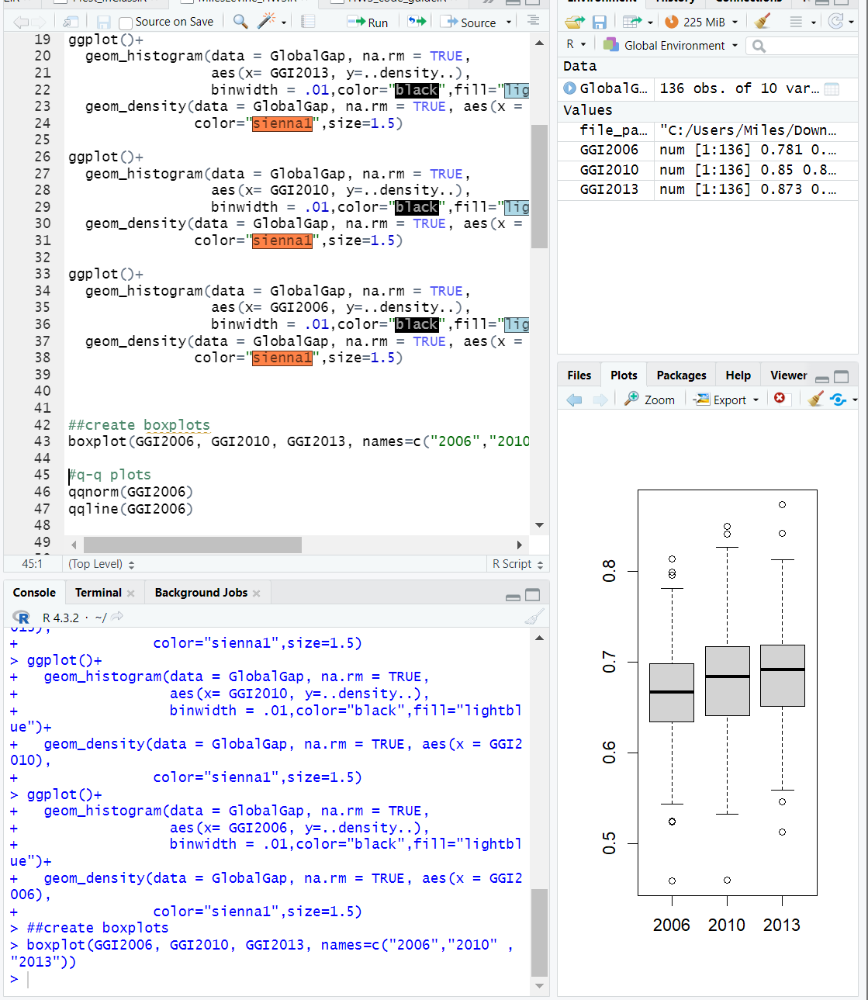 Source on Save
Run
Source
19 ggplot()+
20 geom_histogram(data = GlobalGap, na.rm = TRUE,
21 aes(x= GGI2013, y=..density..),
22 binwidth = .01,color="black",fill="lig
23 geom_density(data = GlobalGap, na.rm = TRUE, aes(x =
24 color="sienna1",size=1.5)
25
26 ggplot()+
27 geom_histogram(data = GlobalGap, na.rm = TRUE,
28 aes(x= GGI2010, y=..density..),
29 binwidth = .01,color="black",fill="lig
30 geom_density(data = GlobalGap, na.rm = TRUE, aes(x =
31 color="sienna1",size=1.5)
32
33 ggplot()+
34 geom_histogram(data = GlobalGap, na.rm = TRUE,
35 aes(x= GGI2006, y=..density..),
36 binwidth = .01,color="black",fill="lig
37 geom_density(data = GlobalGap, na.rm = TRUE, aes(x =
38 color="sienna1",size=1.5)
39
40
41
42 ##create boxplots
43 boxplot(GGI2006, GGI2010, GGI2013, names=c("2006","2010
44
45 #q-q plots
46 qqnorm(GGI2006)
47 qqline(GGI2006)
48
49
45:1 (Top Level) R Script
Console Terminal Background Jobs
R 4.3.2 · ~/
+ color="sienna1",size=1.5)
> ggplot()+
+ geom_histogram(data = GlobalGap, na.rm = TRUE,
+ aes(x= GGI2010, y=..density..),
+ binwidth = .01,color="black",fill="lightbl
ue")+
+ geom_density(data = GlobalGap, na.rm = TRUE, aes(x = GGI2
010),
+ color="sienna1",size=1.5)
> ggplot()+
+ geom_histogram(data = GlobalGap, na.rm = TRUE,
+ aes(x= GGI2006, y=..density..),
+ binwidth = .01,color="black",fill="lightbl
ue")+
+ geom_density(data = GlobalGap, na.rm = TRUE, aes(x = GGI2
006),
+ color="sienna1",size=1.5)
> ##create boxplots
> boxplot(GGI2006, GGI2010, GGI2013, names=c("2006","2010" ,
"2013"))
>
Environment History Connections
225 MiB
R Global Environment
Data
GlobalG... 136 obs. of 10 var...
Values
file_pa... "C:/Users/Miles/Down...
GGI2006 num [1:136] 0.781 0....
GGI2010 num [1:136] 0.85 0.8...
GGI2013 num [1:136] 0.873 0....
Files Plots Packages Help Viewer
Zoom Export
0.8
0.7
0.6
0.5
2006 2010 2013